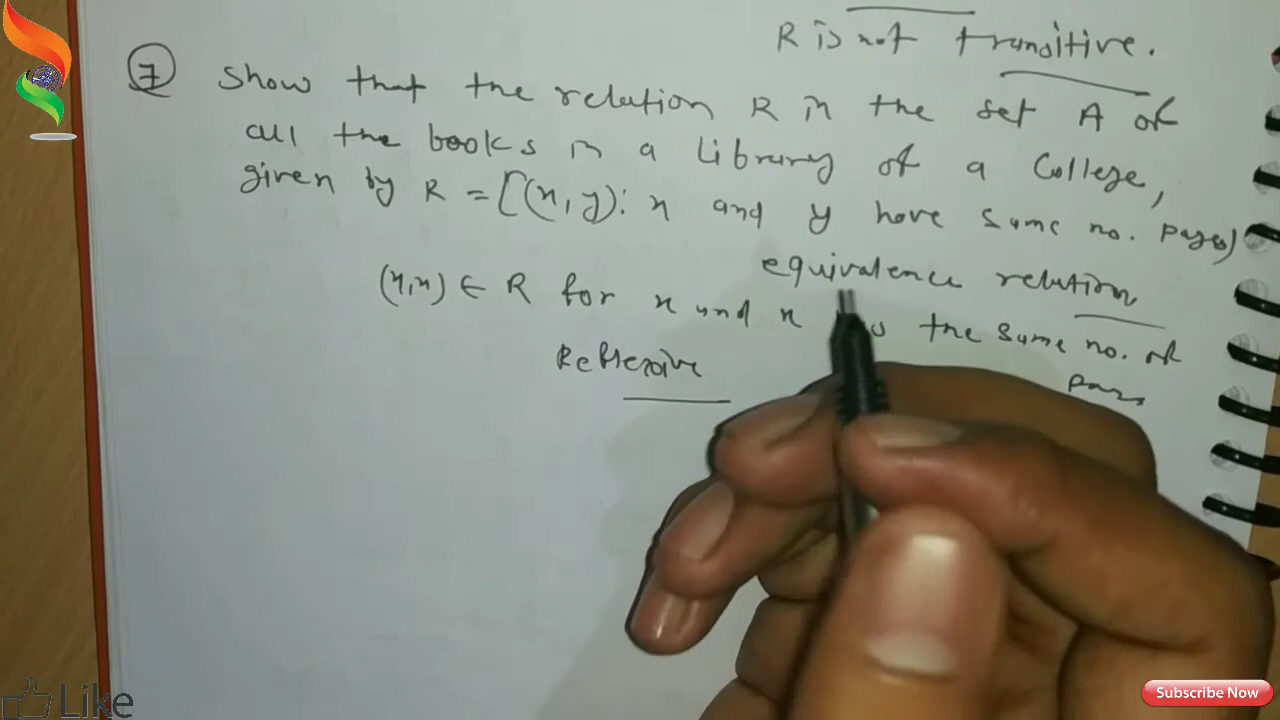 R is not transitive.
7 Show that the relation R in the set A of
all the books in a Library of a College,
given by R = [(x, y): x and y have same no. pages}
equivalence relation
(x, x) ∈ R for x and x the same no. of
pages
Reflexive
Like
Subscribe Now